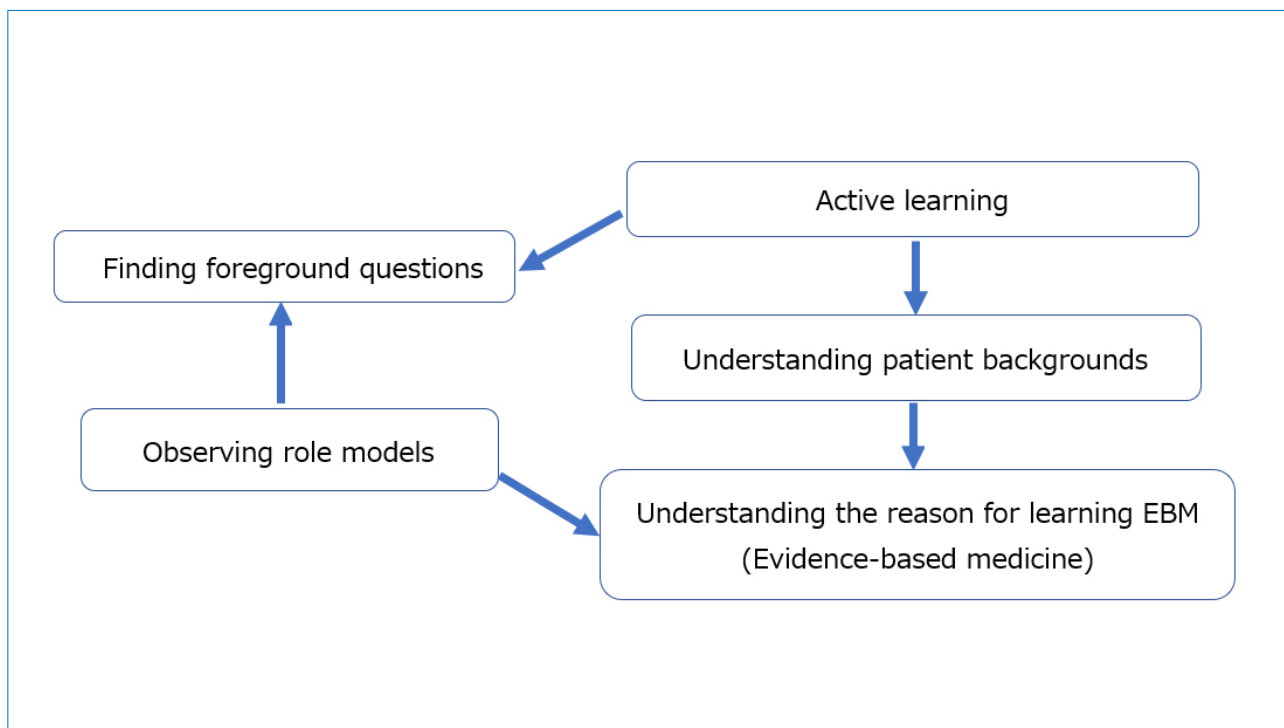 Active learning
Finding foreground questions
Understanding patient backgrounds
Observing role models
Understanding the reason for learning EBM
(Evidence-based medicine)